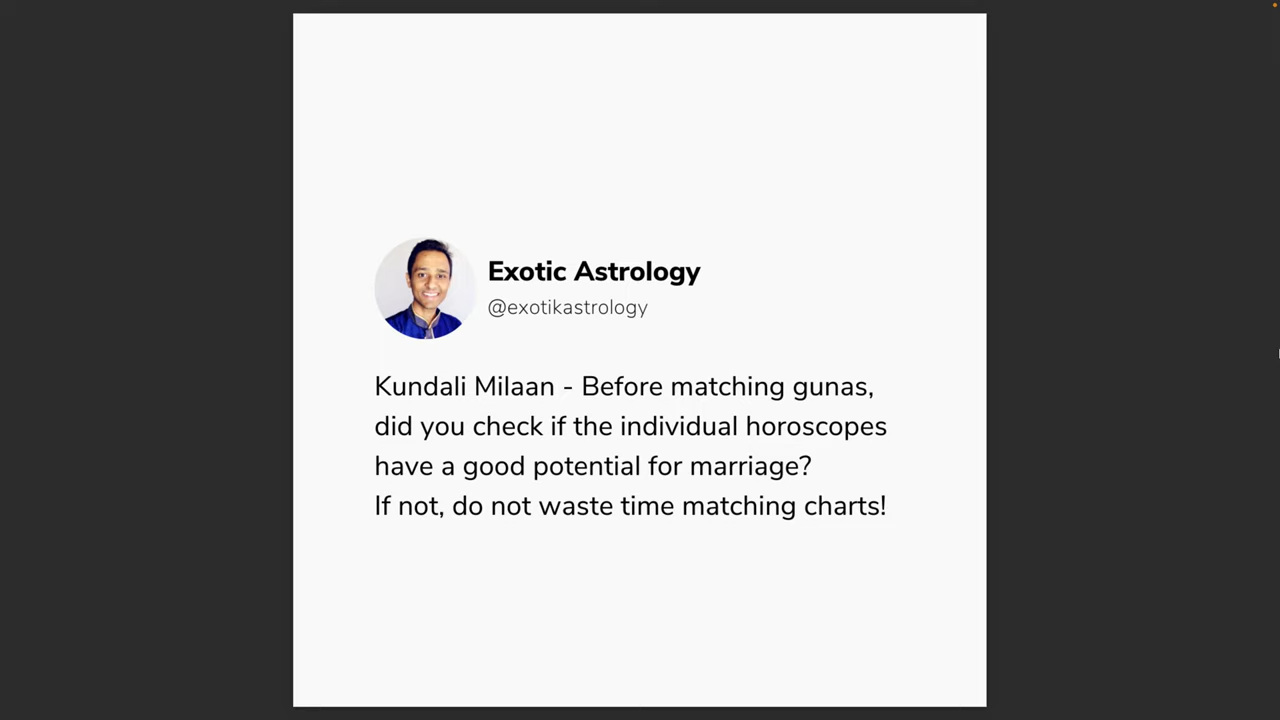 Exotic Astrology
@exotikastrology
Kundali Milaan - Before matching gunas,
did you check if the individual horoscopes
have a good potential for marriage?
If not, do not waste time matching charts!